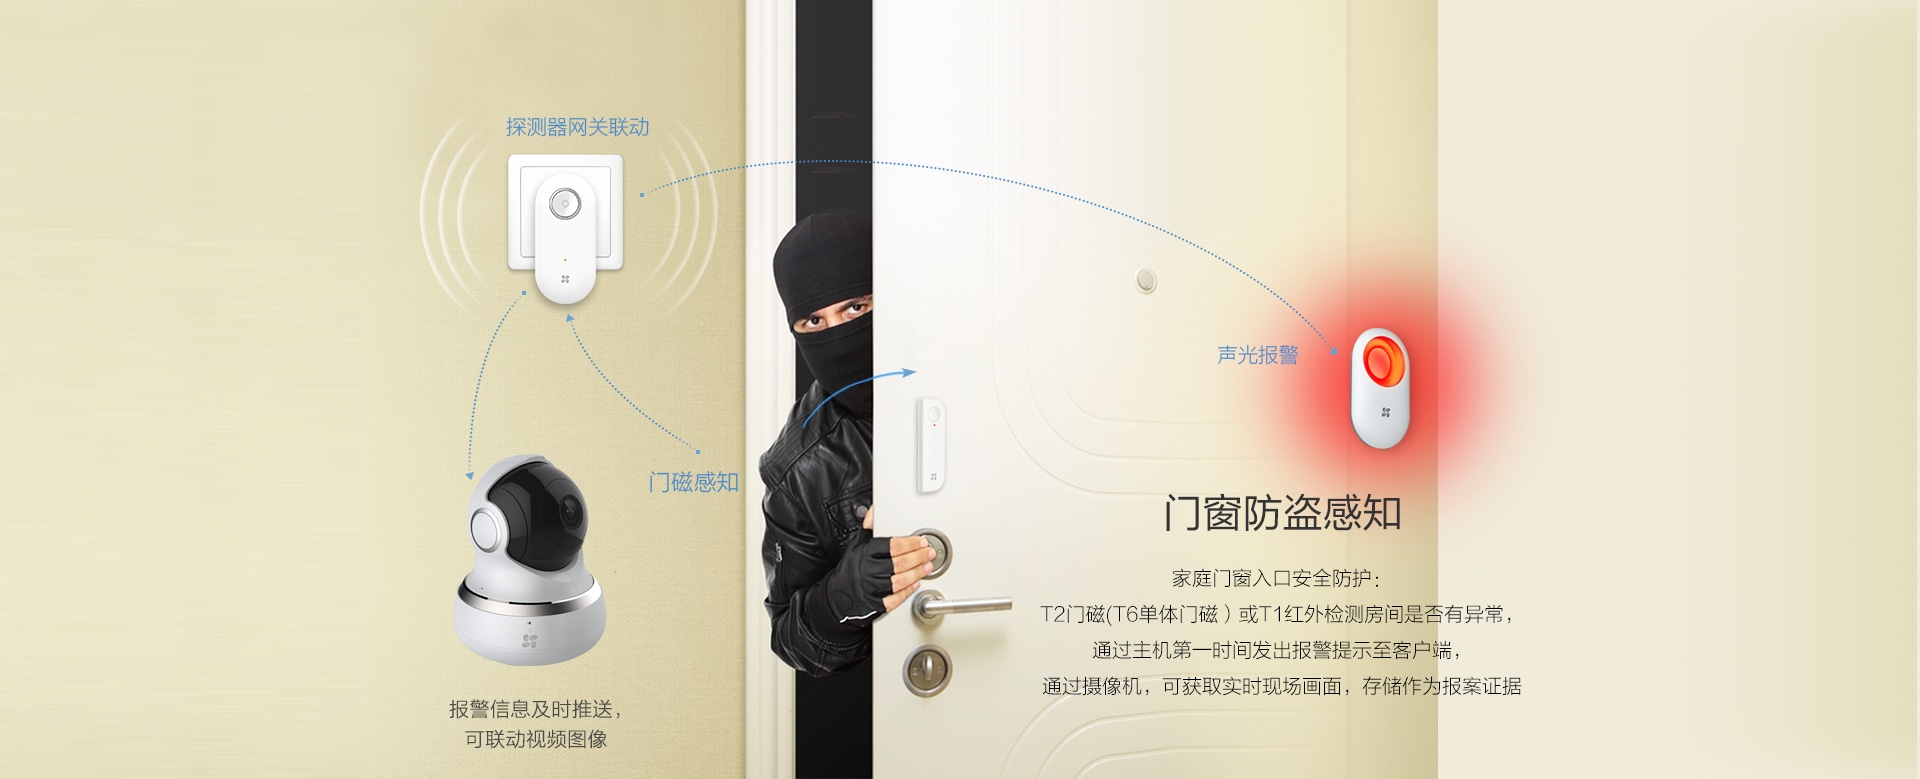 探测器网关联动
声光报警
门磁感知
门窗防盗感知
家庭门窗入口安全防护：
T2门磁(T6单体门磁）或T1红外检测房间是否有异常，
通过主机第一时间发出报警提示至客户端，
通过摄像机，可获取实时现场画面，存储作为报案证据
报警信息及时推送，
可联动视频图像